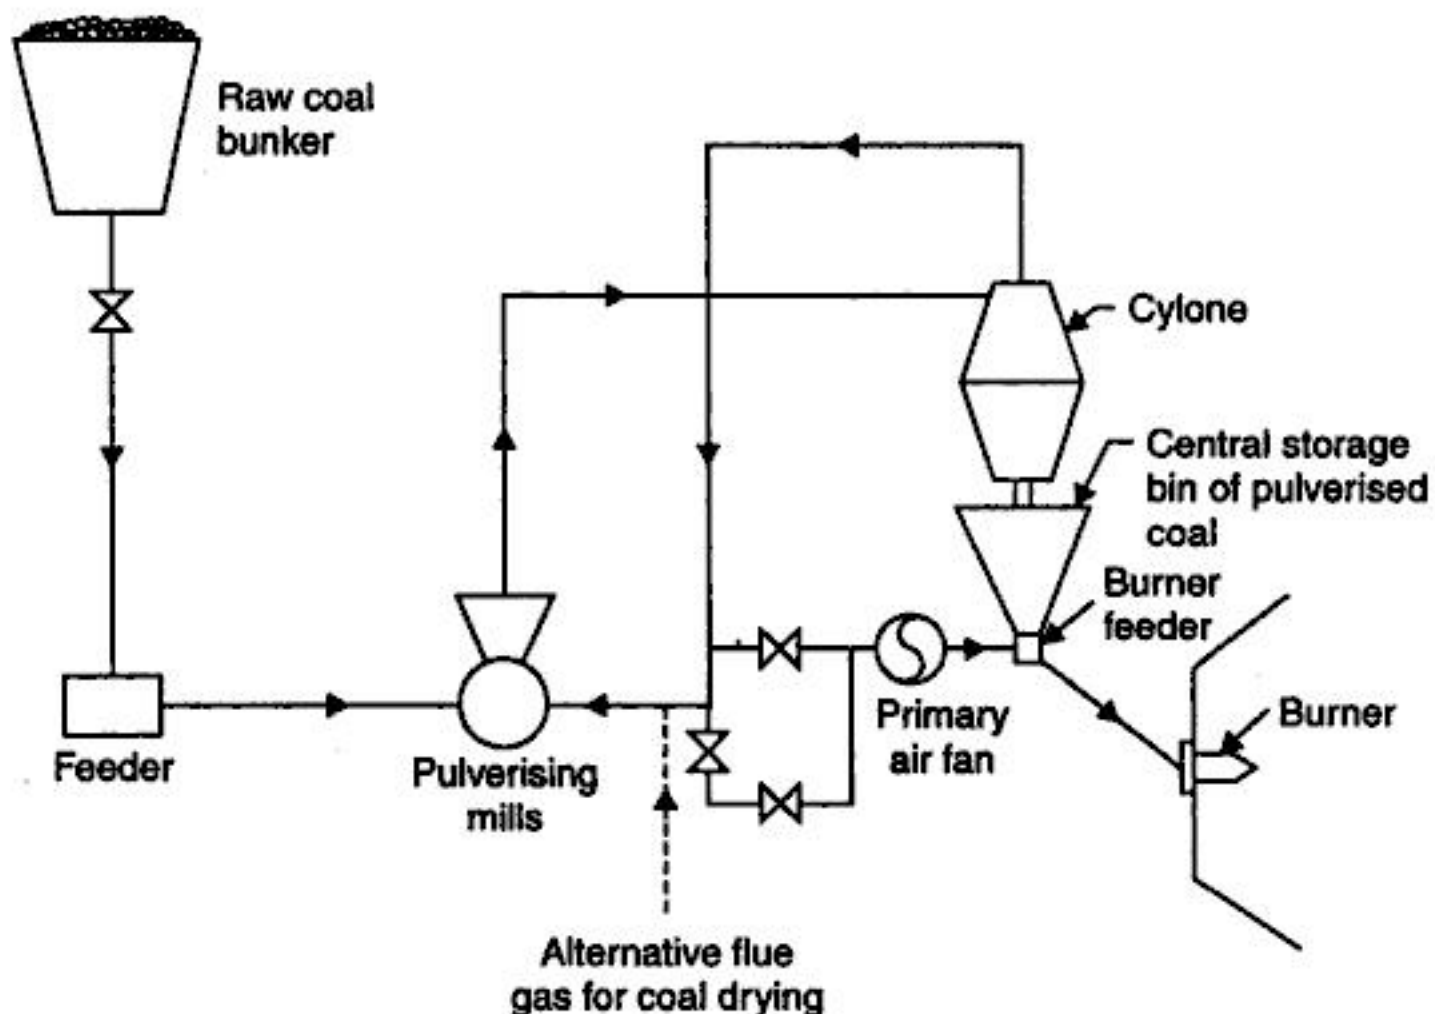 Raw coal
bunker
Cylone
Central storage
bin of pulverised
coal
Burner
feeder
Primary
air fan
Burner
Feeder
Pulverising
mills
Alternative flue
gas for coal drying